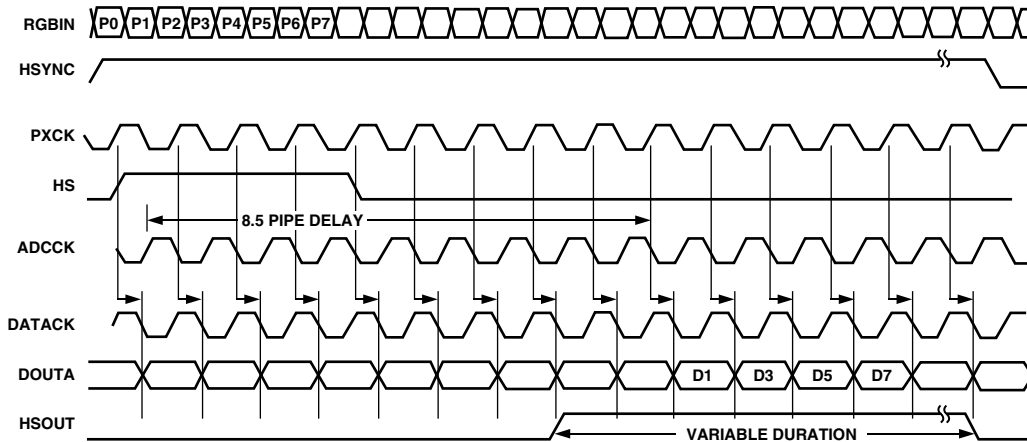 RGBIN P0 P1 P2 P3 P4 P5 P6 P7
HSYNC
PXCK
HS
8.5 PIPE DELAY
ADCCK
DATACK
DOUTA D1 D3 D5 D7
HSOUT
VARIABLE DURATION